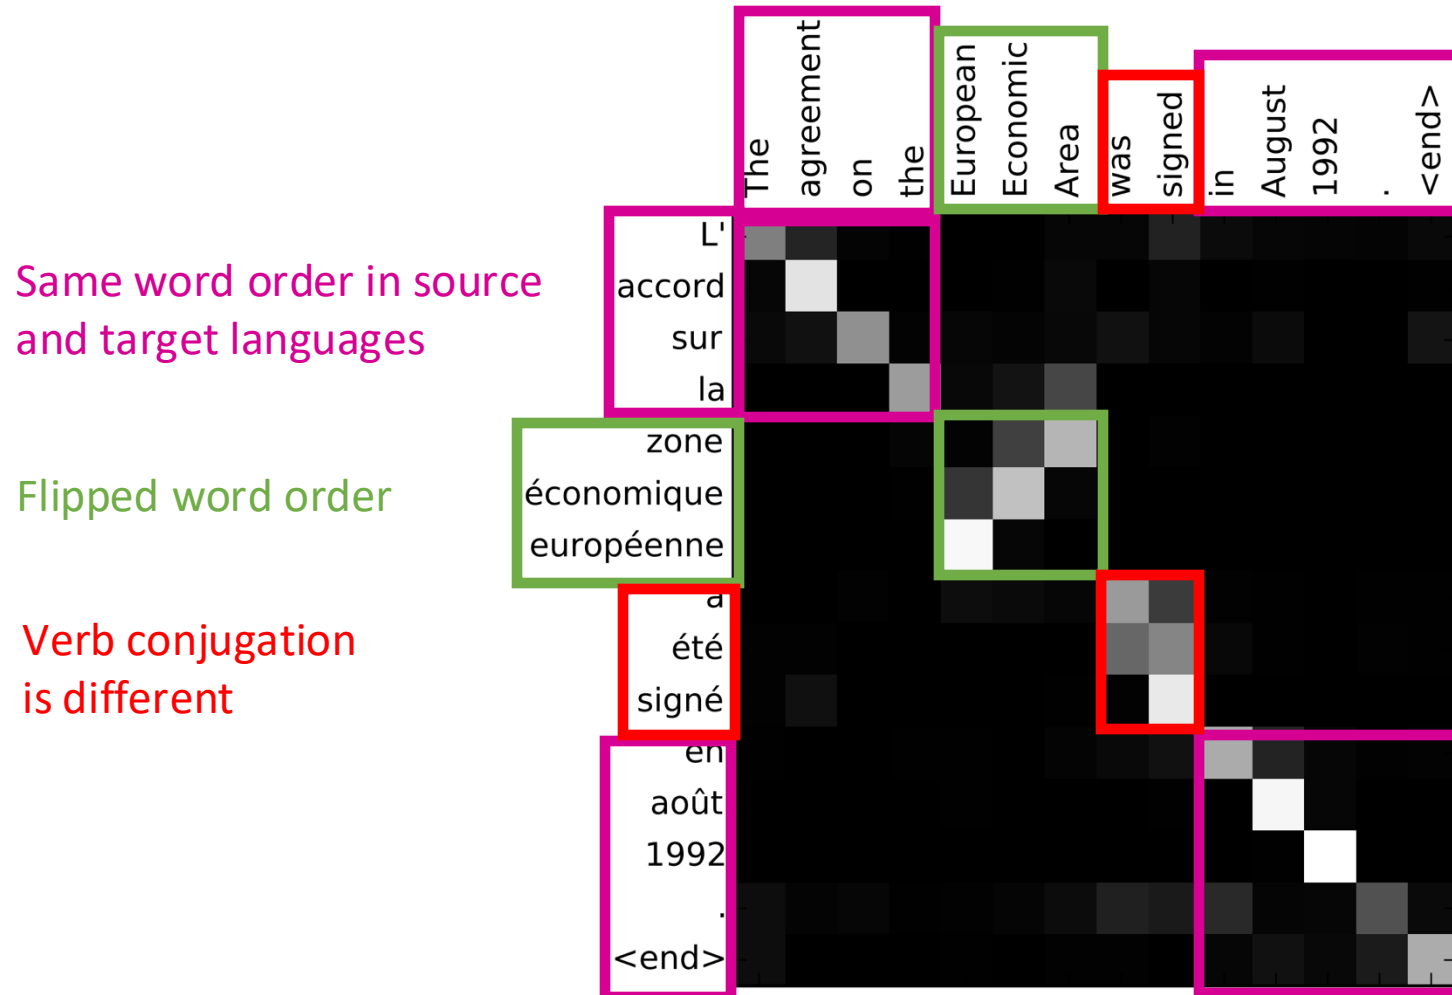 The agreement on the European Economic Area was signed in August 1992 . <end>
L'
accord
sur
la
zone
économique
européenne
a
été
signé
en
août
1992
.
<end>
Same word order in source
and target languages
Flipped word order
Verb conjugation
is different